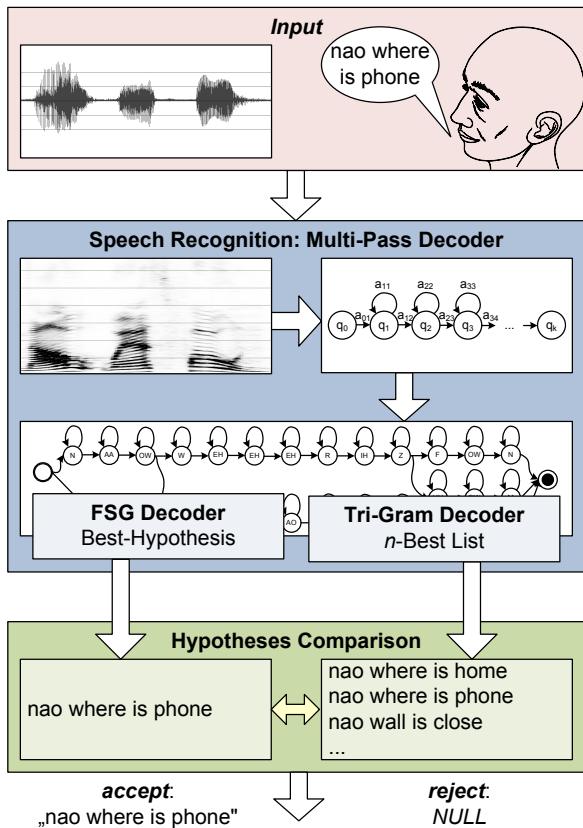 Input
nao where
is phone
Speech Recognition: Multi-Pass Decoder
a11 a22 a33
a01 a12 a23 a34
q0 q1 q2 q3 ... qk
N AA OW W EH EH EH R IH Z F OW N
AO
FSG Decoder
Best-Hypothesis
Tri-Gram Decoder
n-Best List
Hypotheses Comparison
nao where is phone
nao where is home
nao where is phone
nao wall is close
...
accept:
„nao where is phone"
reject:
NULL